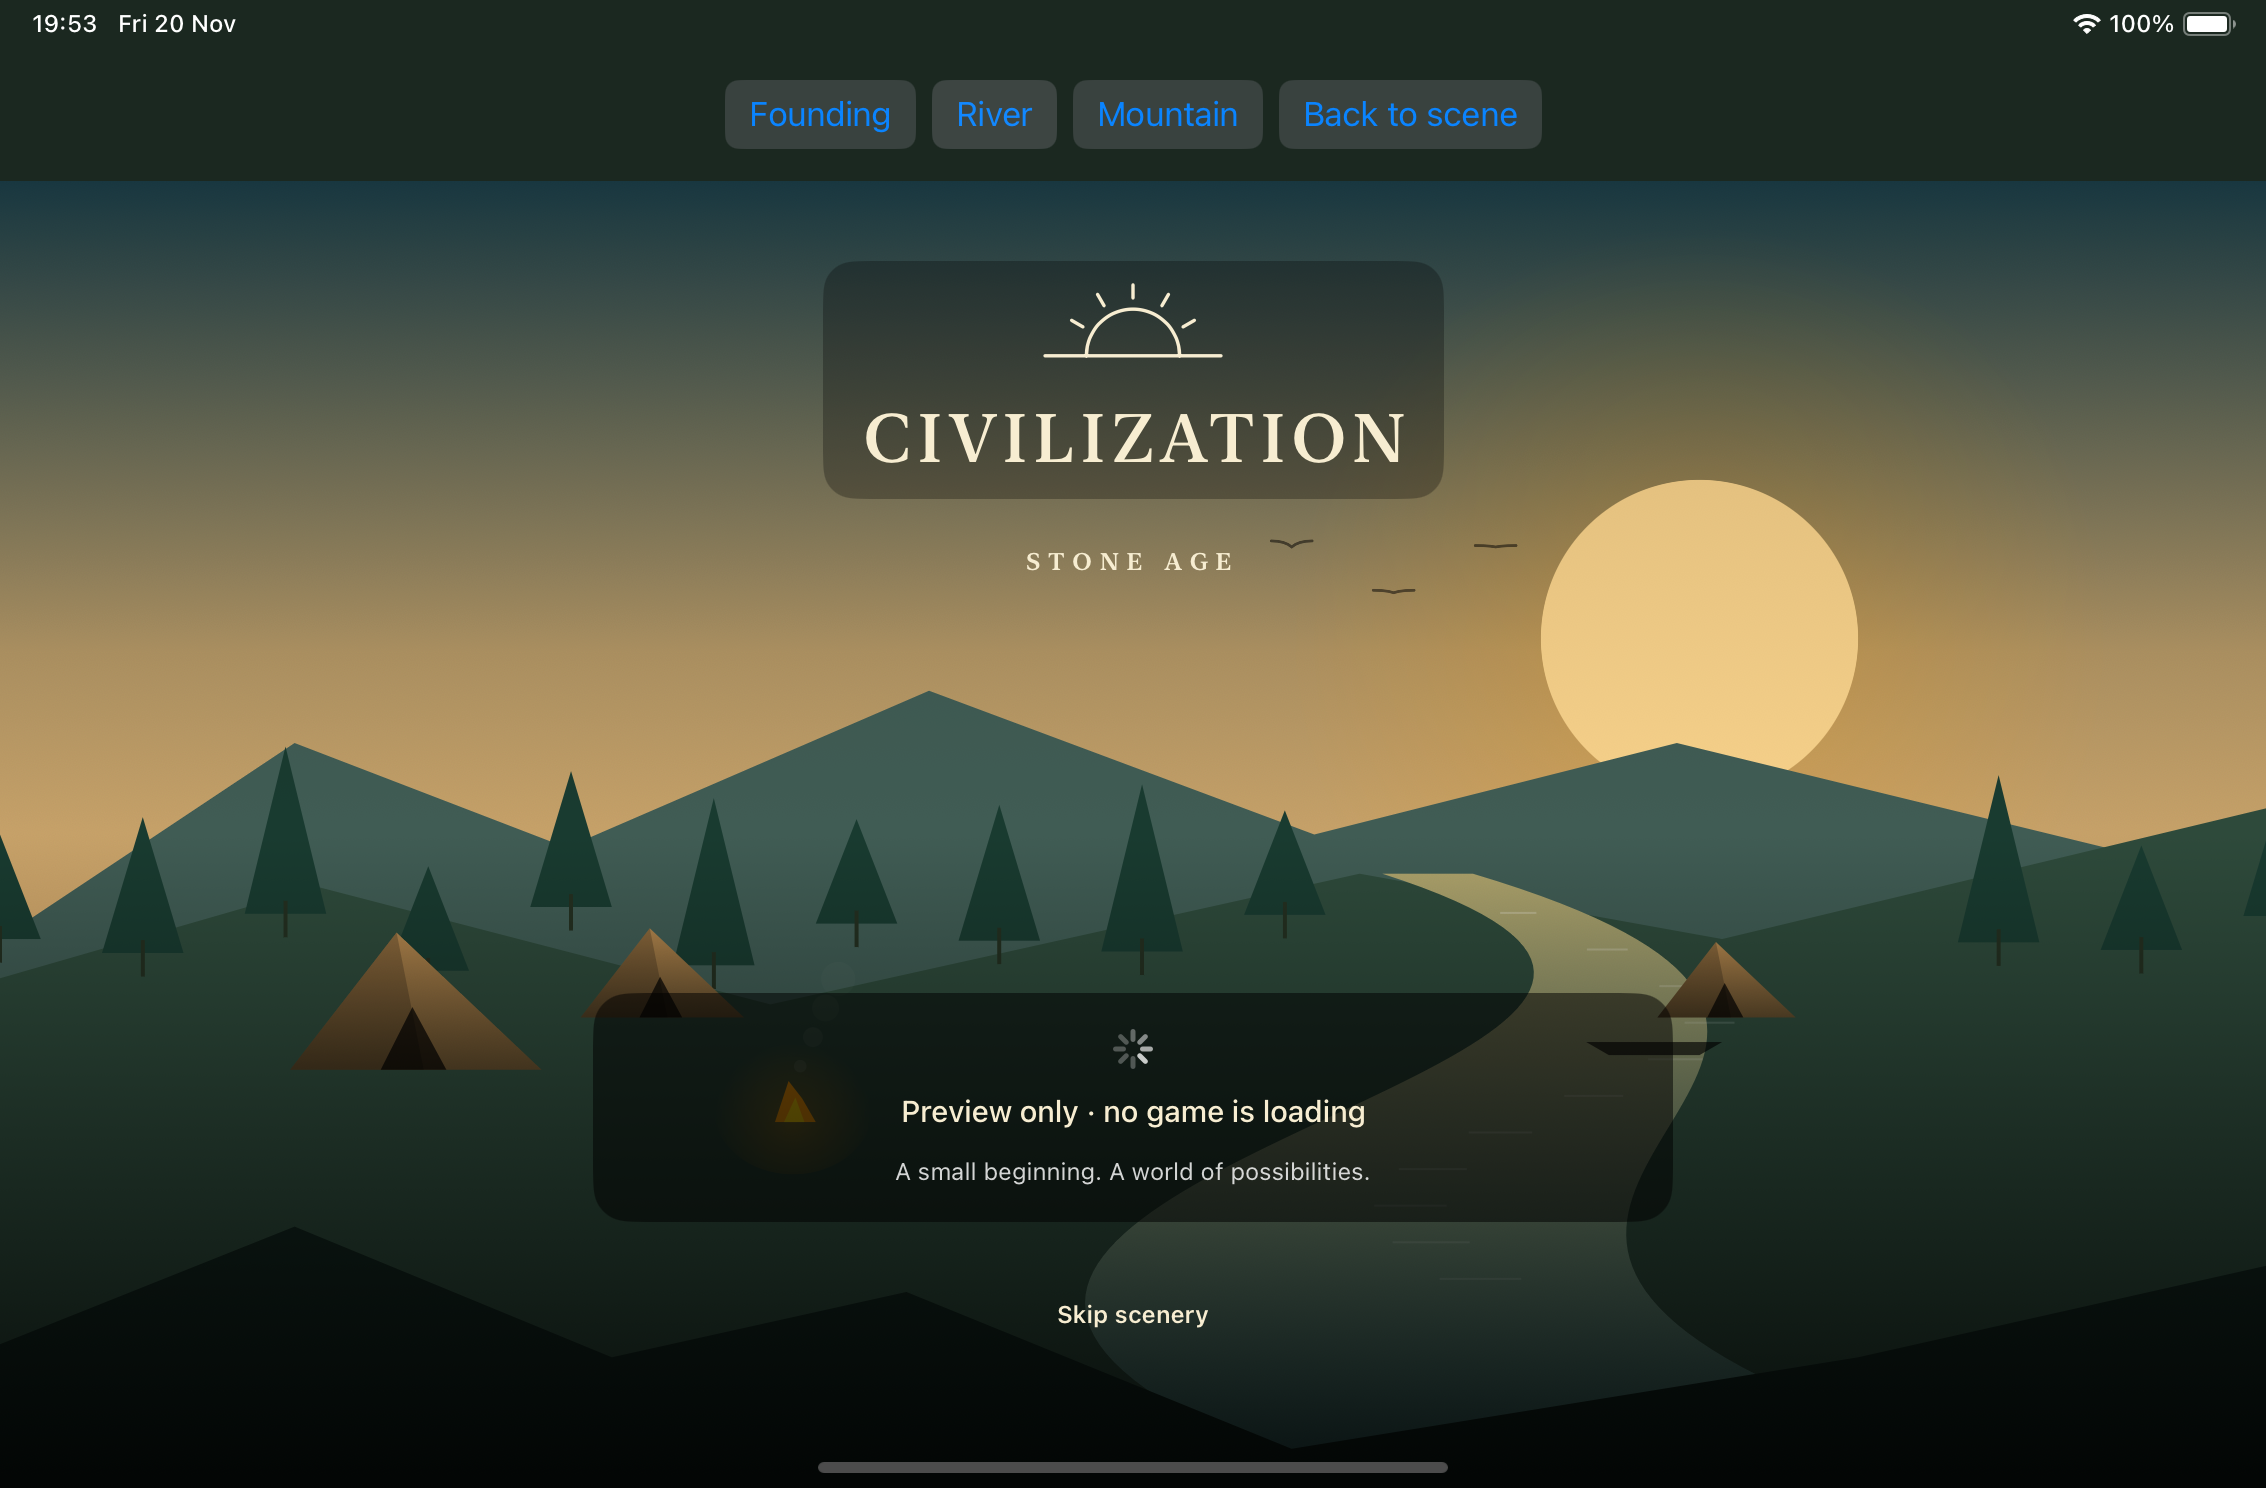 19:53 Fri 20 Nov
100%
Founding
River
Mountain
Back to scene
CIVILIZATION
STONE AGE
Preview only · no game is loading
A small beginning. A world of possibilities.
Skip scenery